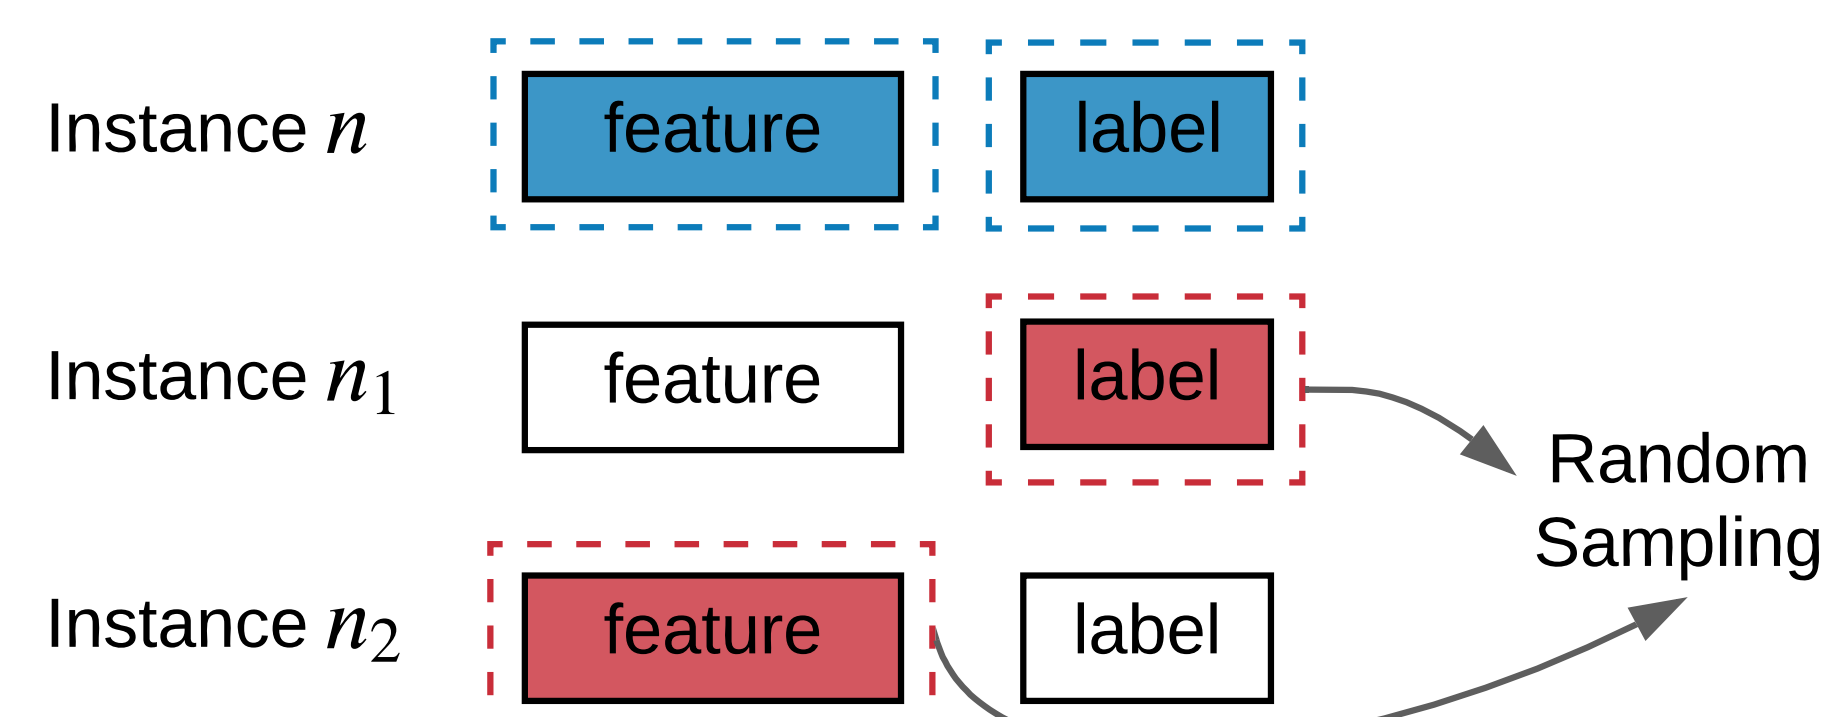 Instance n feature label
Instance n₁ feature label
Random
Sampling
Instance n₂ feature label